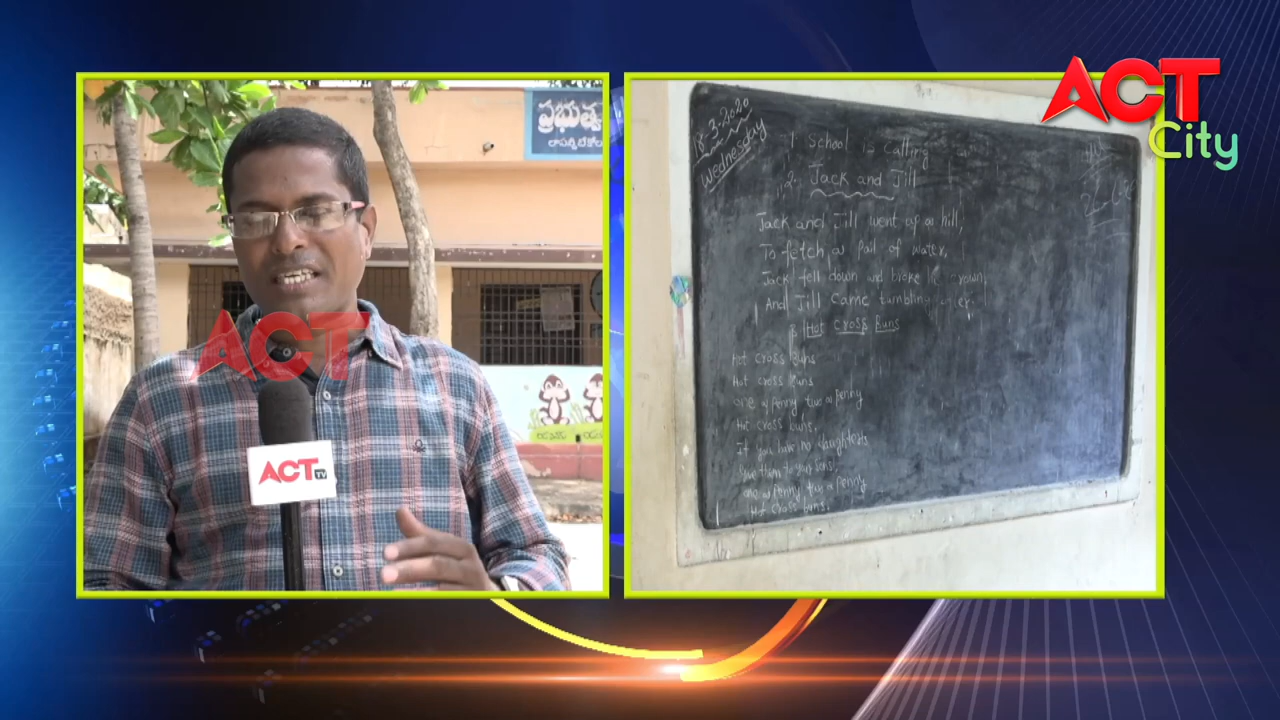 ACT
City
ప్రభుత్వ
ACT
ACT TV
18-3-2020
Wednesday
1 School is calling
2. Jack and Jill
Jack and Jill went up a hill,
To fetch a pail of water,
Jack fell down and broke his crown,
And Jill came tumbling after.
Hot Cross Buns
Hot cross Buns
Hot cross Buns
one a penny two a penny
Hot cross buns,
If you have no daughters
Give them to your sons,
one a penny two a penny
Hot cross buns.